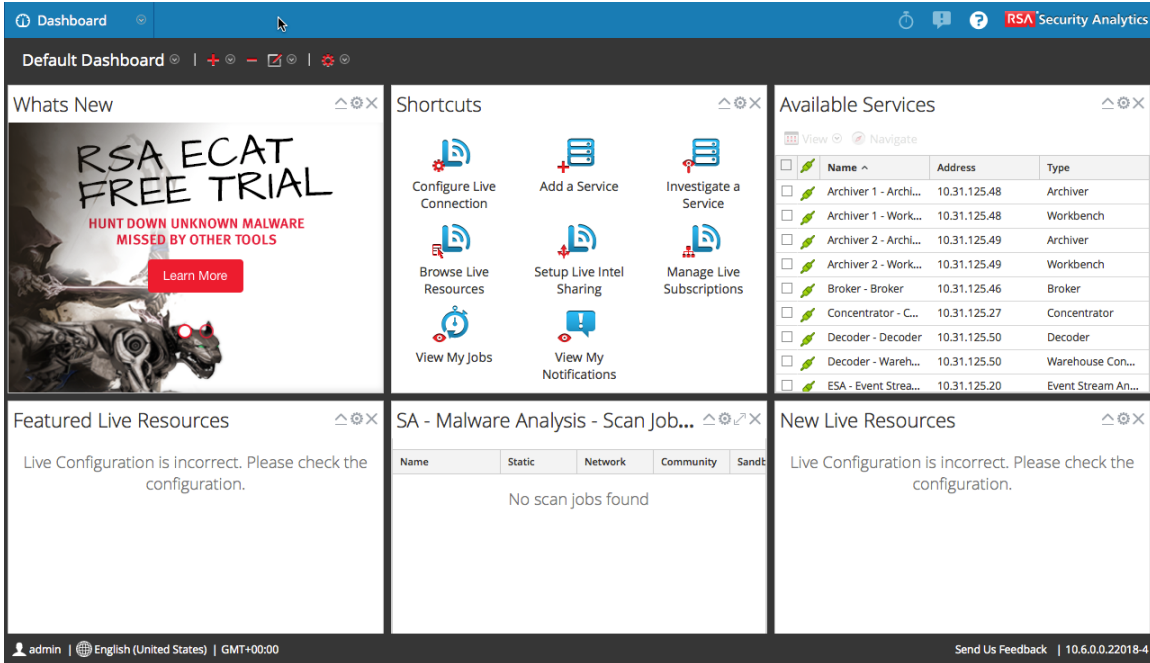 Dashboard
RSA Security Analytics
Default Dashboard
Whats New
RSA ECAT
FREE TRIAL
HUNT DOWN UNKNOWN MALWARE
MISSED BY OTHER TOOLS
Learn More
Shortcuts
Configure Live
Connection
Add a Service
Investigate a
Service
Browse Live
Resources
Setup Live Intel
Sharing
Manage Live
Subscriptions
View My Jobs
View My
Notifications
Available Services
View Navigate
Name Address Type
Archiver 1 - Archi... 10.31.125.48 Archiver
Archiver 1 - Work... 10.31.125.48 Workbench
Archiver 2 - Archi... 10.31.125.49 Archiver
Archiver 2 - Work... 10.31.125.49 Workbench
Broker - Broker 10.31.125.46 Broker
Concentrator - C... 10.31.125.27 Concentrator
Decoder - Decoder 10.31.125.50 Decoder
Decoder - Wareh... 10.31.125.50 Warehouse Con...
ESA - Event Strea... 10.31.125.20 Event Stream An...
Featured Live Resources
Live Configuration is incorrect. Please check the
configuration.
SA - Malware Analysis - Scan Job...
Name Static Network Community Sandb
No scan jobs found
New Live Resources
Live Configuration is incorrect. Please check the
configuration.
admin | English (United States) | GMT+00:00
Send Us Feedback | 10.6.0.0.22018-4